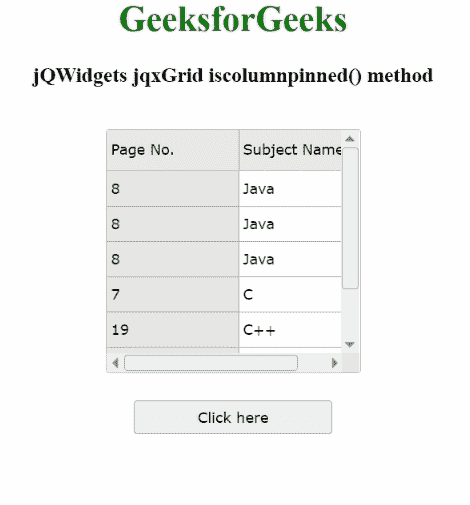 GeeksforGeeks
jQWidgets jqxGrid iscolumnpinned() method
Page No. Subject Name
8 Java
8 Java
8 Java
7 C
19 C++
Click here